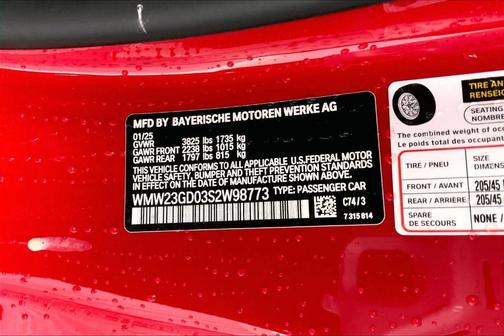 MFD BY BAYERISCHE MOTOREN WERKE AG
01/25
GVWR 3825 lbs 1735 kg
GAWR FRONT 2238 lbs 1015 kg
GAWR REAR 1797 lbs 815 kg
THIS VEHICLE CONFORMS TO ALL APPLICABLE U.S.FEDERAL MOTOR
VEHICLE SAFETY, BUMPER AND THEFT PREVENTION STANDARDS
IN EFFECT ON THE DATE OF MANUFACTURE SHOWN ABOVE.
WMW23GD03S2W98773 TYPE: PASSENGER CAR
C74/3
7 315 814
TIRE AN
RENSEI
SEATING
NOMBRE
The combined weight of oc
Le poids total des occupant
TIRE / PNEU
SIZE
DIMENS
FRONT / AVANT 205/45
REAR / ARRIÈRE 205/45
SPARE
DE SECOURS NONE /